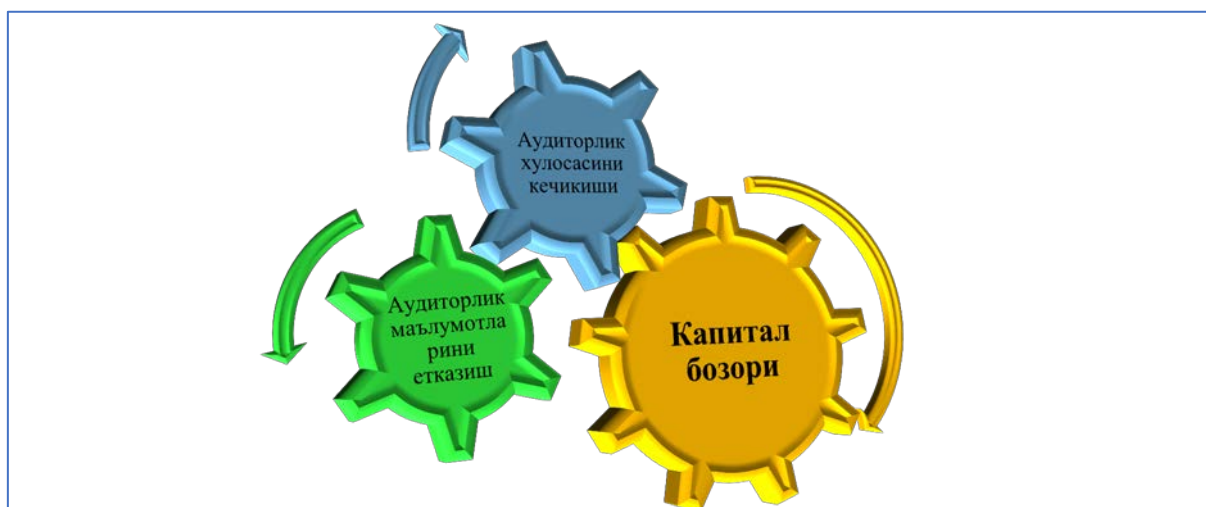 Аудиторлик
хулосасини
кечикиши
Аудиторлик
маълумотла
рини
етказиш
Капитал
бозори